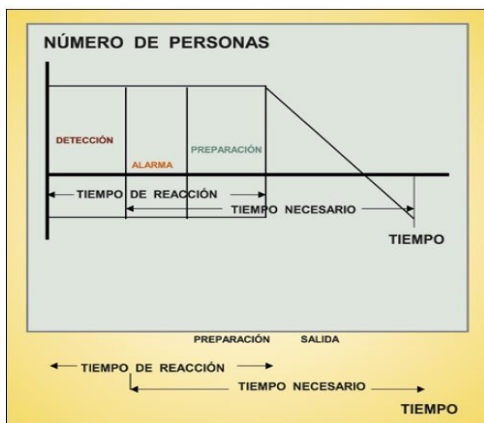 NÚMERO DE PERSONAS
DETECCIÓN
ALARMA
PREPARACIÓN
TIEMPO DE REACCIÓN
TIEMPO NECESARIO
TIEMPO
PREPARACIÓN SALIDA
TIEMPO DE REACCIÓN
TIEMPO NECESARIO
TIEMPO